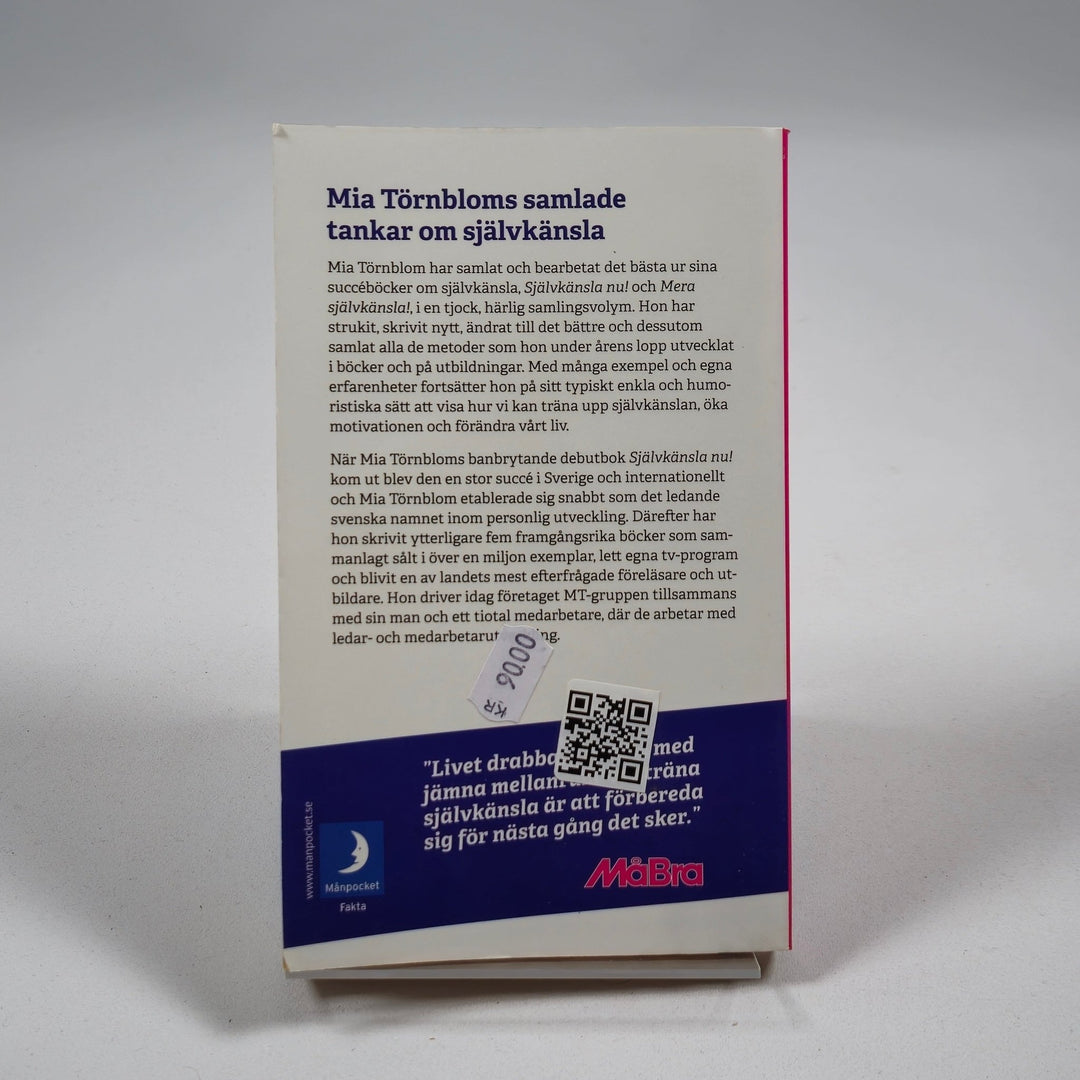 Mia Törnbloms samlade
tankar om självkänsla
Mia Törnblom har samlat och bearbetat det bästa ur sina
succéböcker om självkänsla, Självkänsla nu! och Mera
självkänsla!, i en tjock, härlig samlingsvolym. Hon har
strukit, skrivit nytt, ändrat till det bättre och dessutom
samlat alla de metoder som hon under årens lopp utvecklat
i böcker och på utbildningar. Med många exempel och egna
erfarenheter fortsätter hon på sitt typiskt enkla och humo-
ristiska sätt att visa hur vi kan träna upp självkänslan, öka
motivationen och förändra vårt liv.
När Mia Törnbloms banbrytande debutbok Självkänsla nu!
kom ut blev den en stor succé i Sverige och internationellt
och Mia Törnblom etablerade sig snabbt som det ledande
svenska namnet inom personlig utveckling. Därefter har
hon skrivit ytterligare fem framgångsrika böcker som sam-
manlagt sålt i över en miljon exemplar, lett egna tv-program
och blivit en av landets mest efterfrågade föreläsare och ut-
bildare. Hon driver idag företaget MT-gruppen tillsammans
med sin man och ett tiotal medarbetare, där de arbetar med
ledar- och
KR 90.00
"Livet med
jämna träna
självkänsla är att förbereda
sig för nästa gång det sker."
MåBra
www.manpocket.se
Månpocket
Fakta